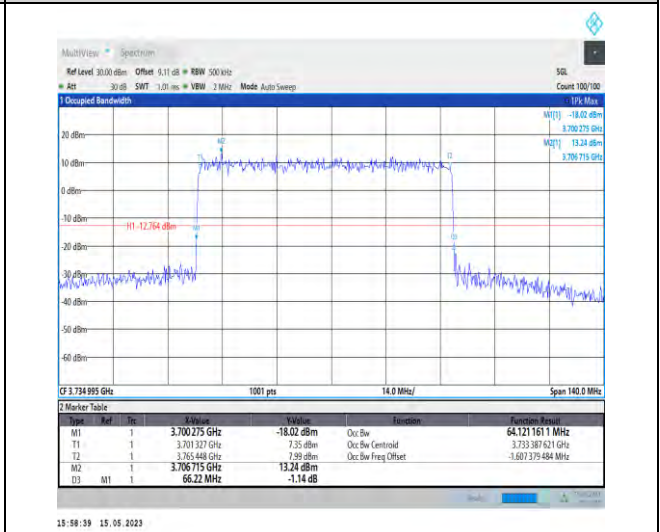 MultiView Spectrum
Ref Level 30.00 dBm Offset 9.11 dB RBW 500 kHz SGL
Att 30 dB SWT 1.01 ms VBW 2 MHz Mode Auto Sweep Count 100/100
1 Occupied Bandwidth 1Pk Max
M1[1] -18.02 dBm
3.700 275 GHz
M2[1] 13.24 dBm
3.706 715 GHz
20 dBm
M2
T1 T2
10 dBm
0 dBm
-10 dBm
H1 -12.764 dBm
M1
D3
-20 dBm
-30 dBm
-40 dBm
-50 dBm
-60 dBm
CF 3.734 995 GHz 1001 pts 14.0 MHz/ Span 140.0 MHz
2 Marker Table
Type Ref Trc X-Value Y-Value Function Function Result
M1 1 3.700 275 GHz -18.02 dBm Occ Bw 64.121 161 1 MHz
T1 1 3.701 327 GHz 7.35 dBm Occ Bw Centroid 3.733 387 621 GHz
T2 1 3.765 448 GHz 7.99 dBm Occ Bw Freq Offset -1.607 379 484 MHz
M2 1 3.706 715 GHz 13.24 dBm
D3 M1 1 66.22 MHz -1.14 dB
15:58:39 15.05.2023